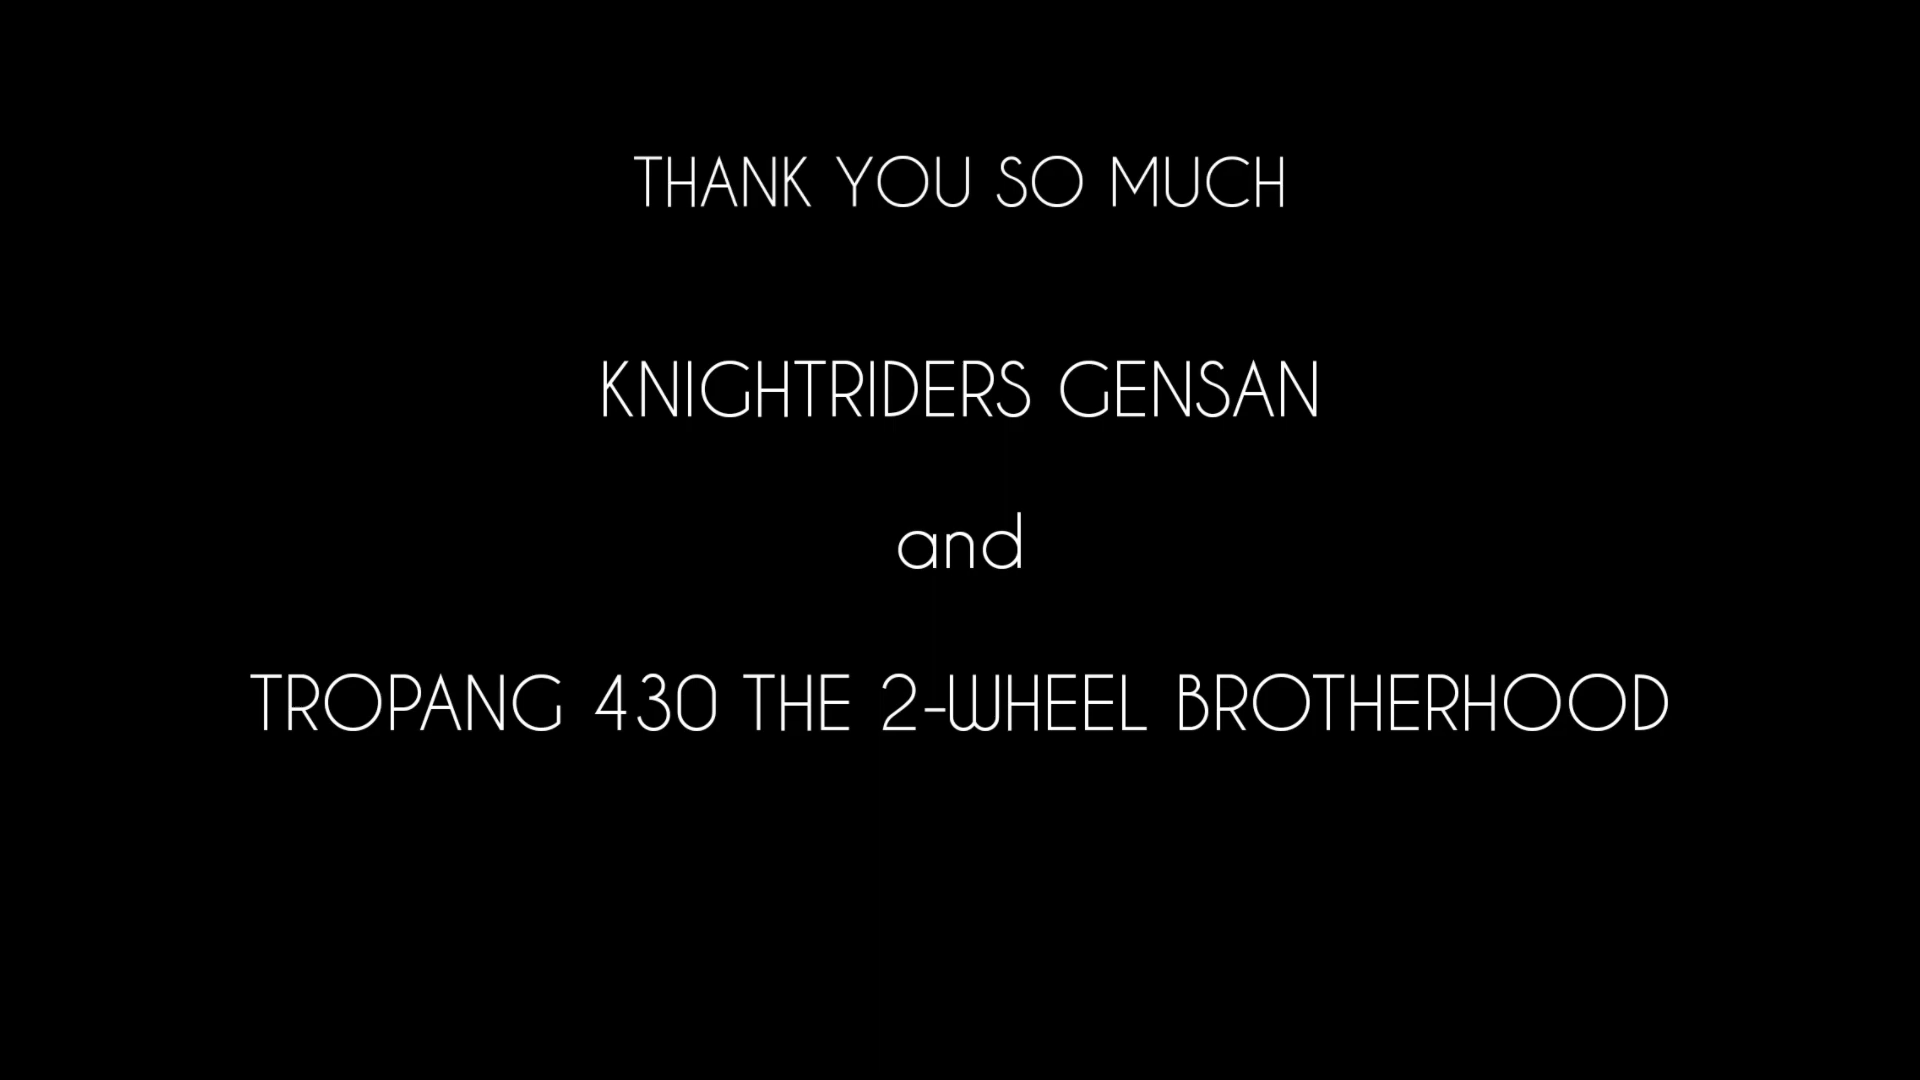 THANK YOU SO MUCH
KNIGHTRIDERS GENSAN
and
TROPANG 430 THE 2-WHEEL BROTHERHOOD